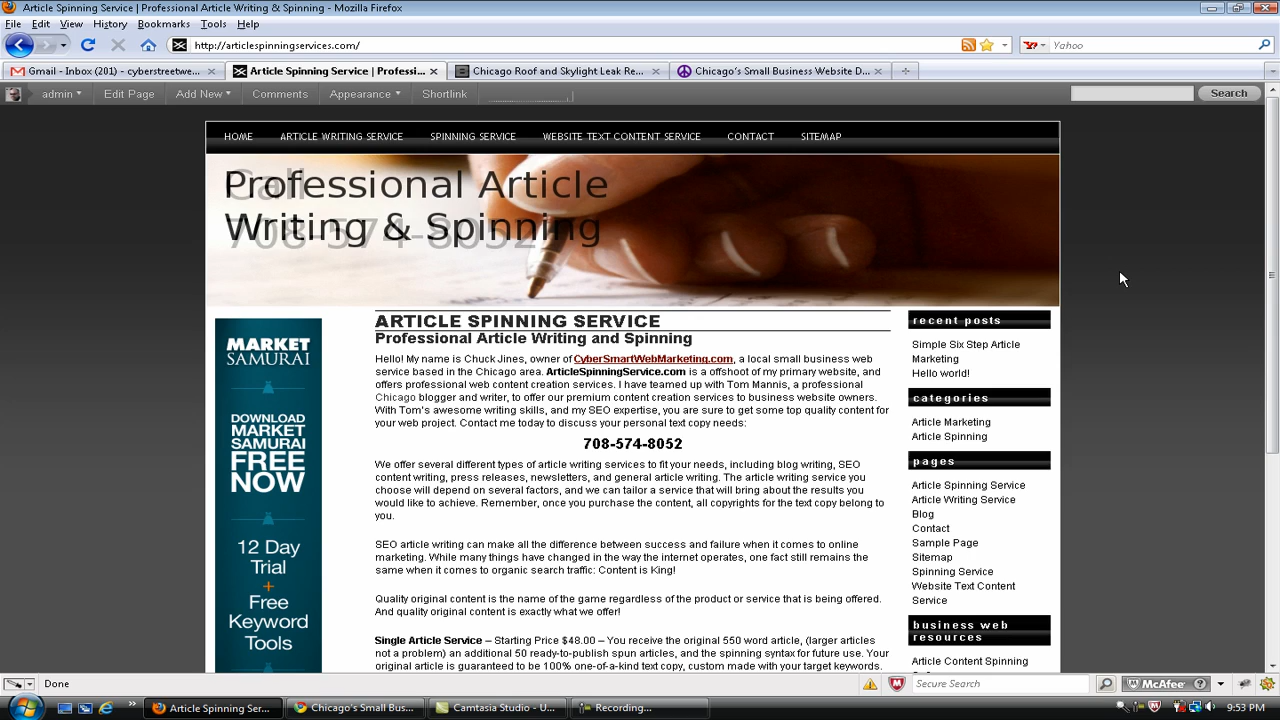 Article Spinning Service | Professional Article Writing & Spinning - Mozilla Firefox
File Edit View History Bookmarks Tools Help
http://articlespinningservices.com/
Yahoo
Gmail - Inbox (201) - cyberstreetwe...
Article Spinning Service | Professi...
Chicago Roof and Skylight Leak Re...
Chicago's Small Business Website D...
admin Edit Page Add New Comments Appearance Shortlink Search
HOME ARTICLE WRITING SERVICE SPINNING SERVICE WEBSITE TEXT CONTENT SERVICE CONTACT SITEMAP
Professional Article
Writing & Spinning
Call
708-574-8052
MARKET
SAMURAI
DOWNLOAD
MARKET
SAMURAI
FREE
NOW
12 Day
Trial
+
Free
Keyword
Tools
ARTICLE SPINNING SERVICE
Professional Article Writing and Spinning
Hello! My name is Chuck Jines, owner of CyberSmartWebMarketing.com, a local small business web
service based in the Chicago area. ArticleSpinningService.com is a offshoot of my primary website, and
offers professional web content creation services. I have teamed up with Tom Mannis, a professional
Chicago blogger and writer, to offer our premium content creation services to business website owners.
With Tom's awesome writing skills, and my SEO expertise, you are sure to get some top quality content for
your web project. Contact me today to discuss your personal text copy needs:
708-574-8052
We offer several different types of article writing services to fit your needs, including blog writing, SEO
content writing, press releases, newsletters, and general article writing. The article writing service you
choose will depend on several factors, and we can tailor a service that will bring about the results you
would like to achieve. Remember, once you purchase the content, all copyrights for the text copy belong to
you.
SEO article writing can make all the difference between success and failure when it comes to online
marketing. While many things have changed in the way the internet operates, one fact still remains the
same when it comes to organic search traffic: Content is King!
Quality original content is the name of the game regardless of the product or service that is being offered.
And quality original content is exactly what we offer!
Single Article Service – Starting Price $48.00 – You receive the original 550 word article, (larger articles
not a problem) an additional 50 ready-to-publish spun articles, and the spinning syntax for future use. Your
original article is guaranteed to be 100% one-of-a-kind text copy, custom made with your target keywords.
recent posts
Simple Six Step Article
Marketing
Hello world!
categories
Article Marketing
Article Spinning
pages
Article Spinning Service
Article Writing Service
Blog
Contact
Sample Page
Sitemap
Spinning Service
Website Text Content
Service
business web
resources
Article Content Spinning
Done
Secure Search
McAfee
Article Spinning Ser...
Chicago's Small Bus...
Camtasia Studio - U...
Recording...
9:53 PM